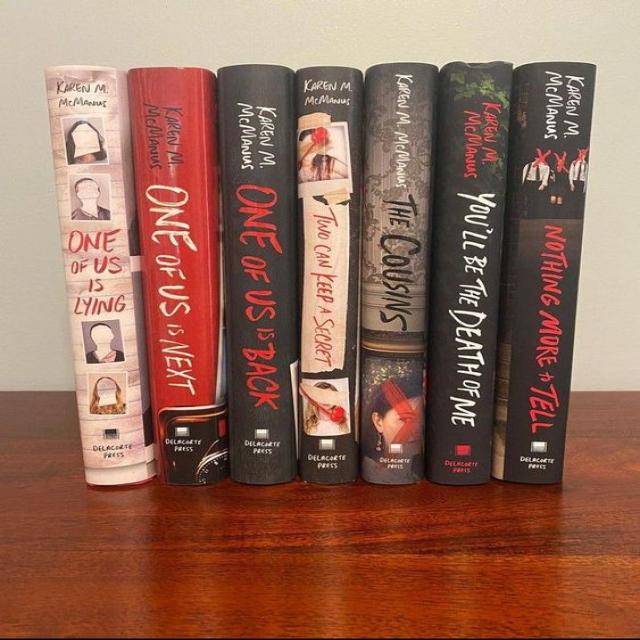 KAREN M.
McMANUS
ONE
OF US
IS
LYING
DELACORTE
PRESS
KAREN M.
McMANUS
ONE OF US IS NEXT
DELACORTE
PRESS
KAREN M.
McMANUS
ONE OF US IS BACK
DELACORTE
PRESS
KAREN M.
McMANUS
TWO CAN KEEP A SECRET
DELACORTE
PRESS
KAREN M. McMANUS
THE COUSINS
DELACORTE
PRESS
KAREN M.
McMANUS
YOU'LL BE THE DEATH OF ME
DELACORTE
PRESS
KAREN M.
McMANUS
NOTHING MORE to TELL
DELACORTE
PRESS